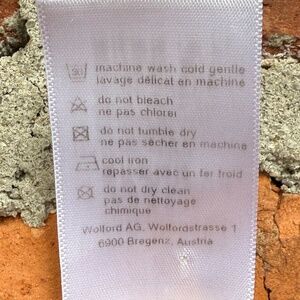 30
machine wash cold gentle
lavage délicat en machine
do not bleach
ne pas chlorer
do not tumble dry
ne pas sécher en machine
cool iron
repasser avec un fer froid
do not dry clean
pas de nettoyage
chimique
Wolford AG, Wolfordstrasse 1
6900 Bregenz, Austria